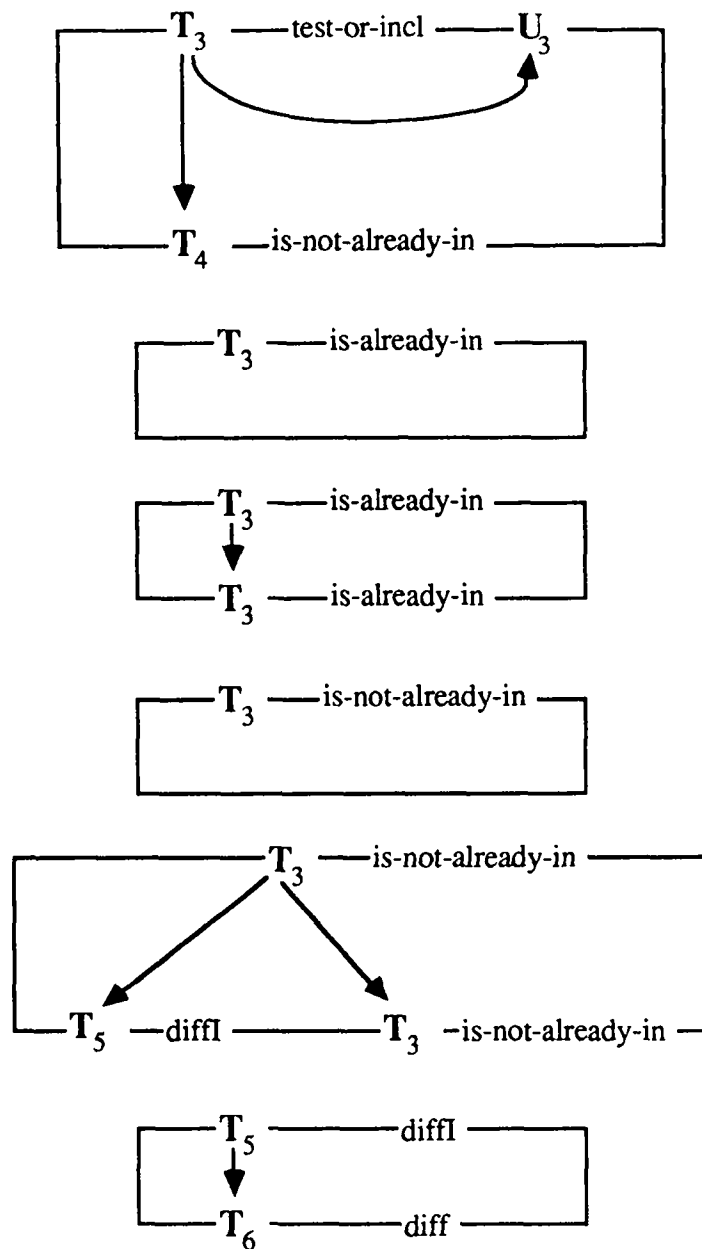 T3 test-or-incl U3
T4 is-not-already-in
T3 is-already-in
T3 is-already-in
T3 is-already-in
T3 is-not-already-in
T3 is-not-already-in
T5 diffI T3 is-not-already-in
T5 diffI
T6 diff